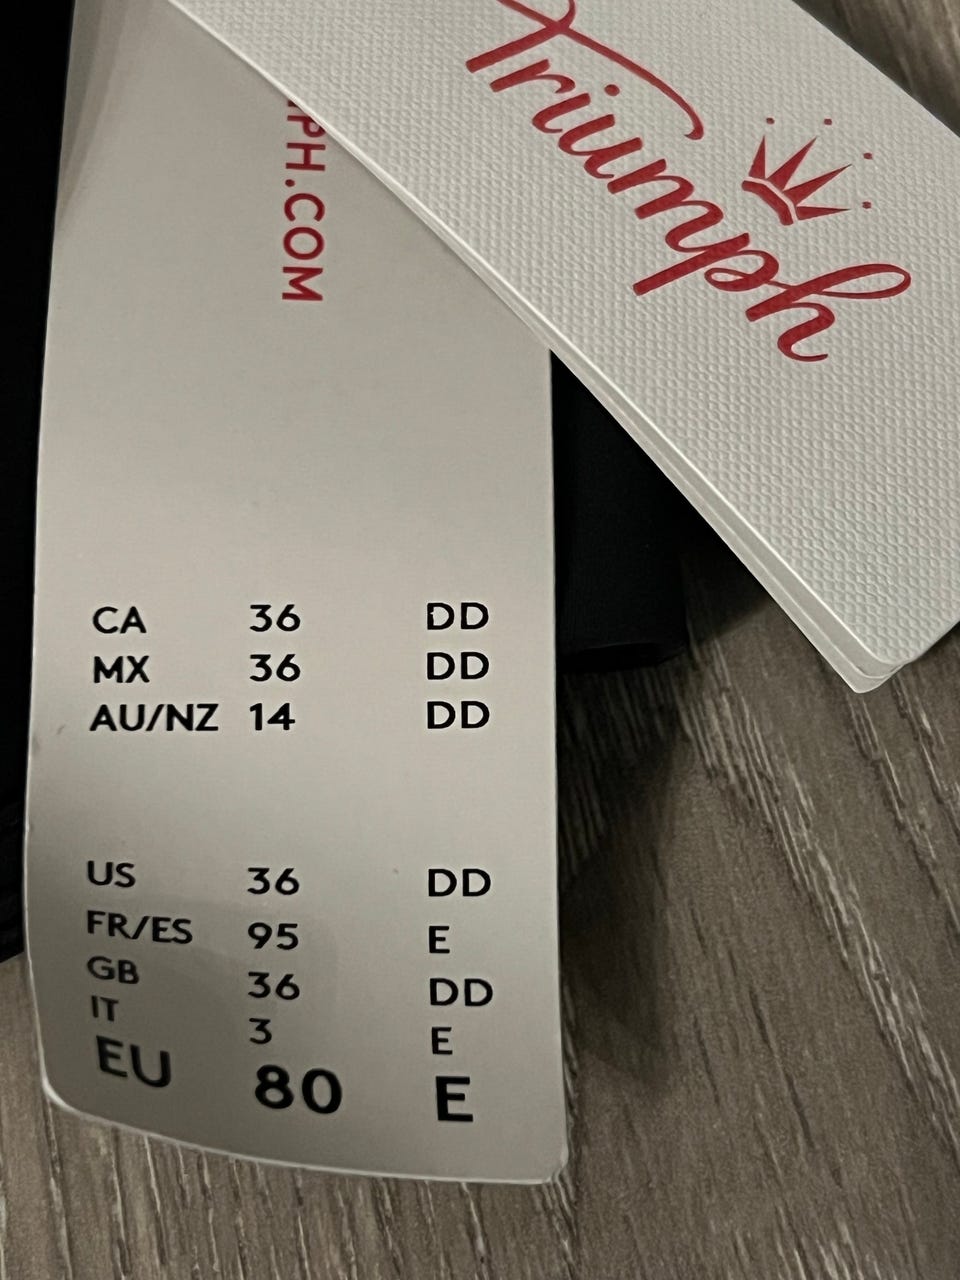 Triumph
PH.COM
CA 36 DD
MX 36 DD
AU/NZ 14 DD
US 36 DD
FR/ES 95 E
GB 36 DD
IT 3 E
EU 80 E